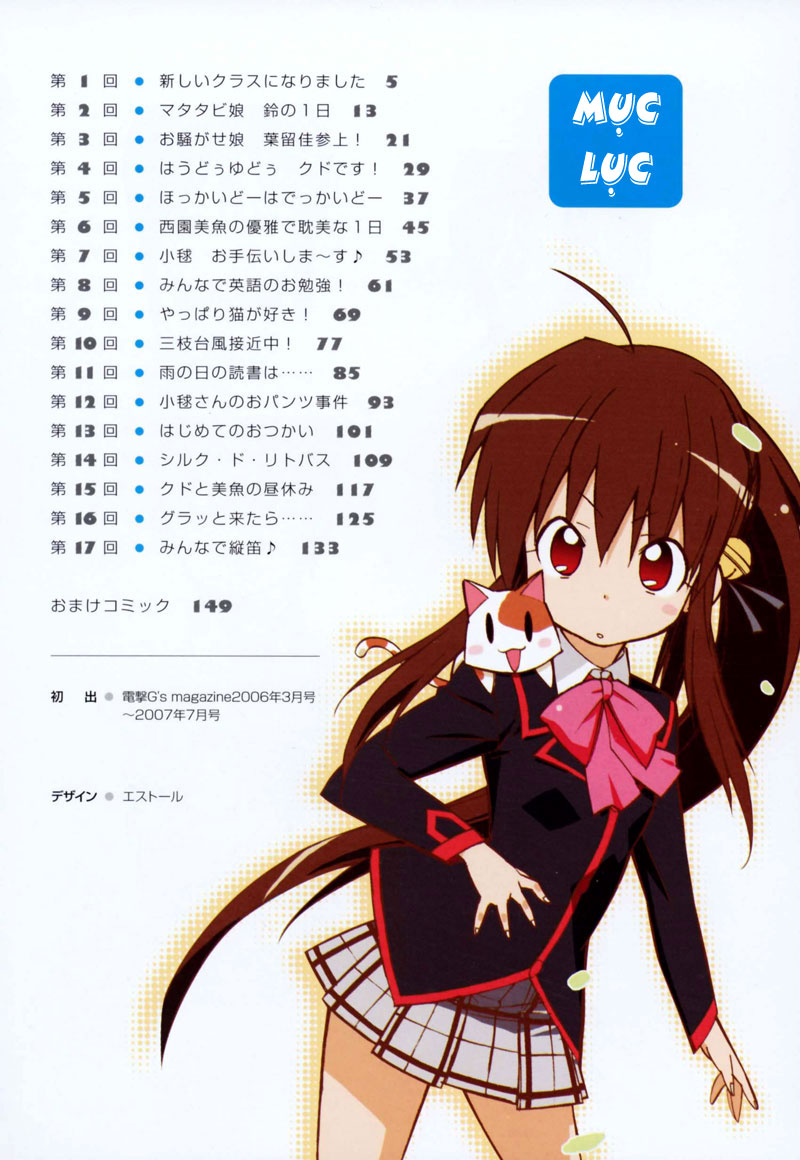 MỤC
LỤC
第 1 回 ● 新しいクラスになりました 5
第 2 回 ● マタタビ娘 鈴の1日 13
第 3 回 ● お騒がせ娘 葉留佳参上! 21
第 4 回 ● はうどぅゆどぅ クドです! 29
第 5 回 ● ほっかいどーはでっかいどー 37
第 6 回 ● 西園美魚の優雅で耽美な1日 45
第 7 回 ● 小毬 お手伝いしま〜す♪ 53
第 8 回 ● みんなで英語のお勉強! 61
第 9 回 ● やっぱり猫が好き! 69
第 10 回 ● 三枝台風接近中! 77
第 11 回 ● 雨の日の読書は…… 85
第 12 回 ● 小毬さんのおパンツ事件 93
第 13 回 ● はじめてのおつかい 101
第 14 回 ● シルク・ド・リトバス 109
第 15 回 ● クドと美魚の昼休み 117
第 16 回 ● グラッと来たら…… 125
第 17 回 ● みんなで縦笛♪ 133
おまけコミック 149
初 出 ● 電撃G's magazine2006年3月号
〜2007年7月号
デザイン ● エストール